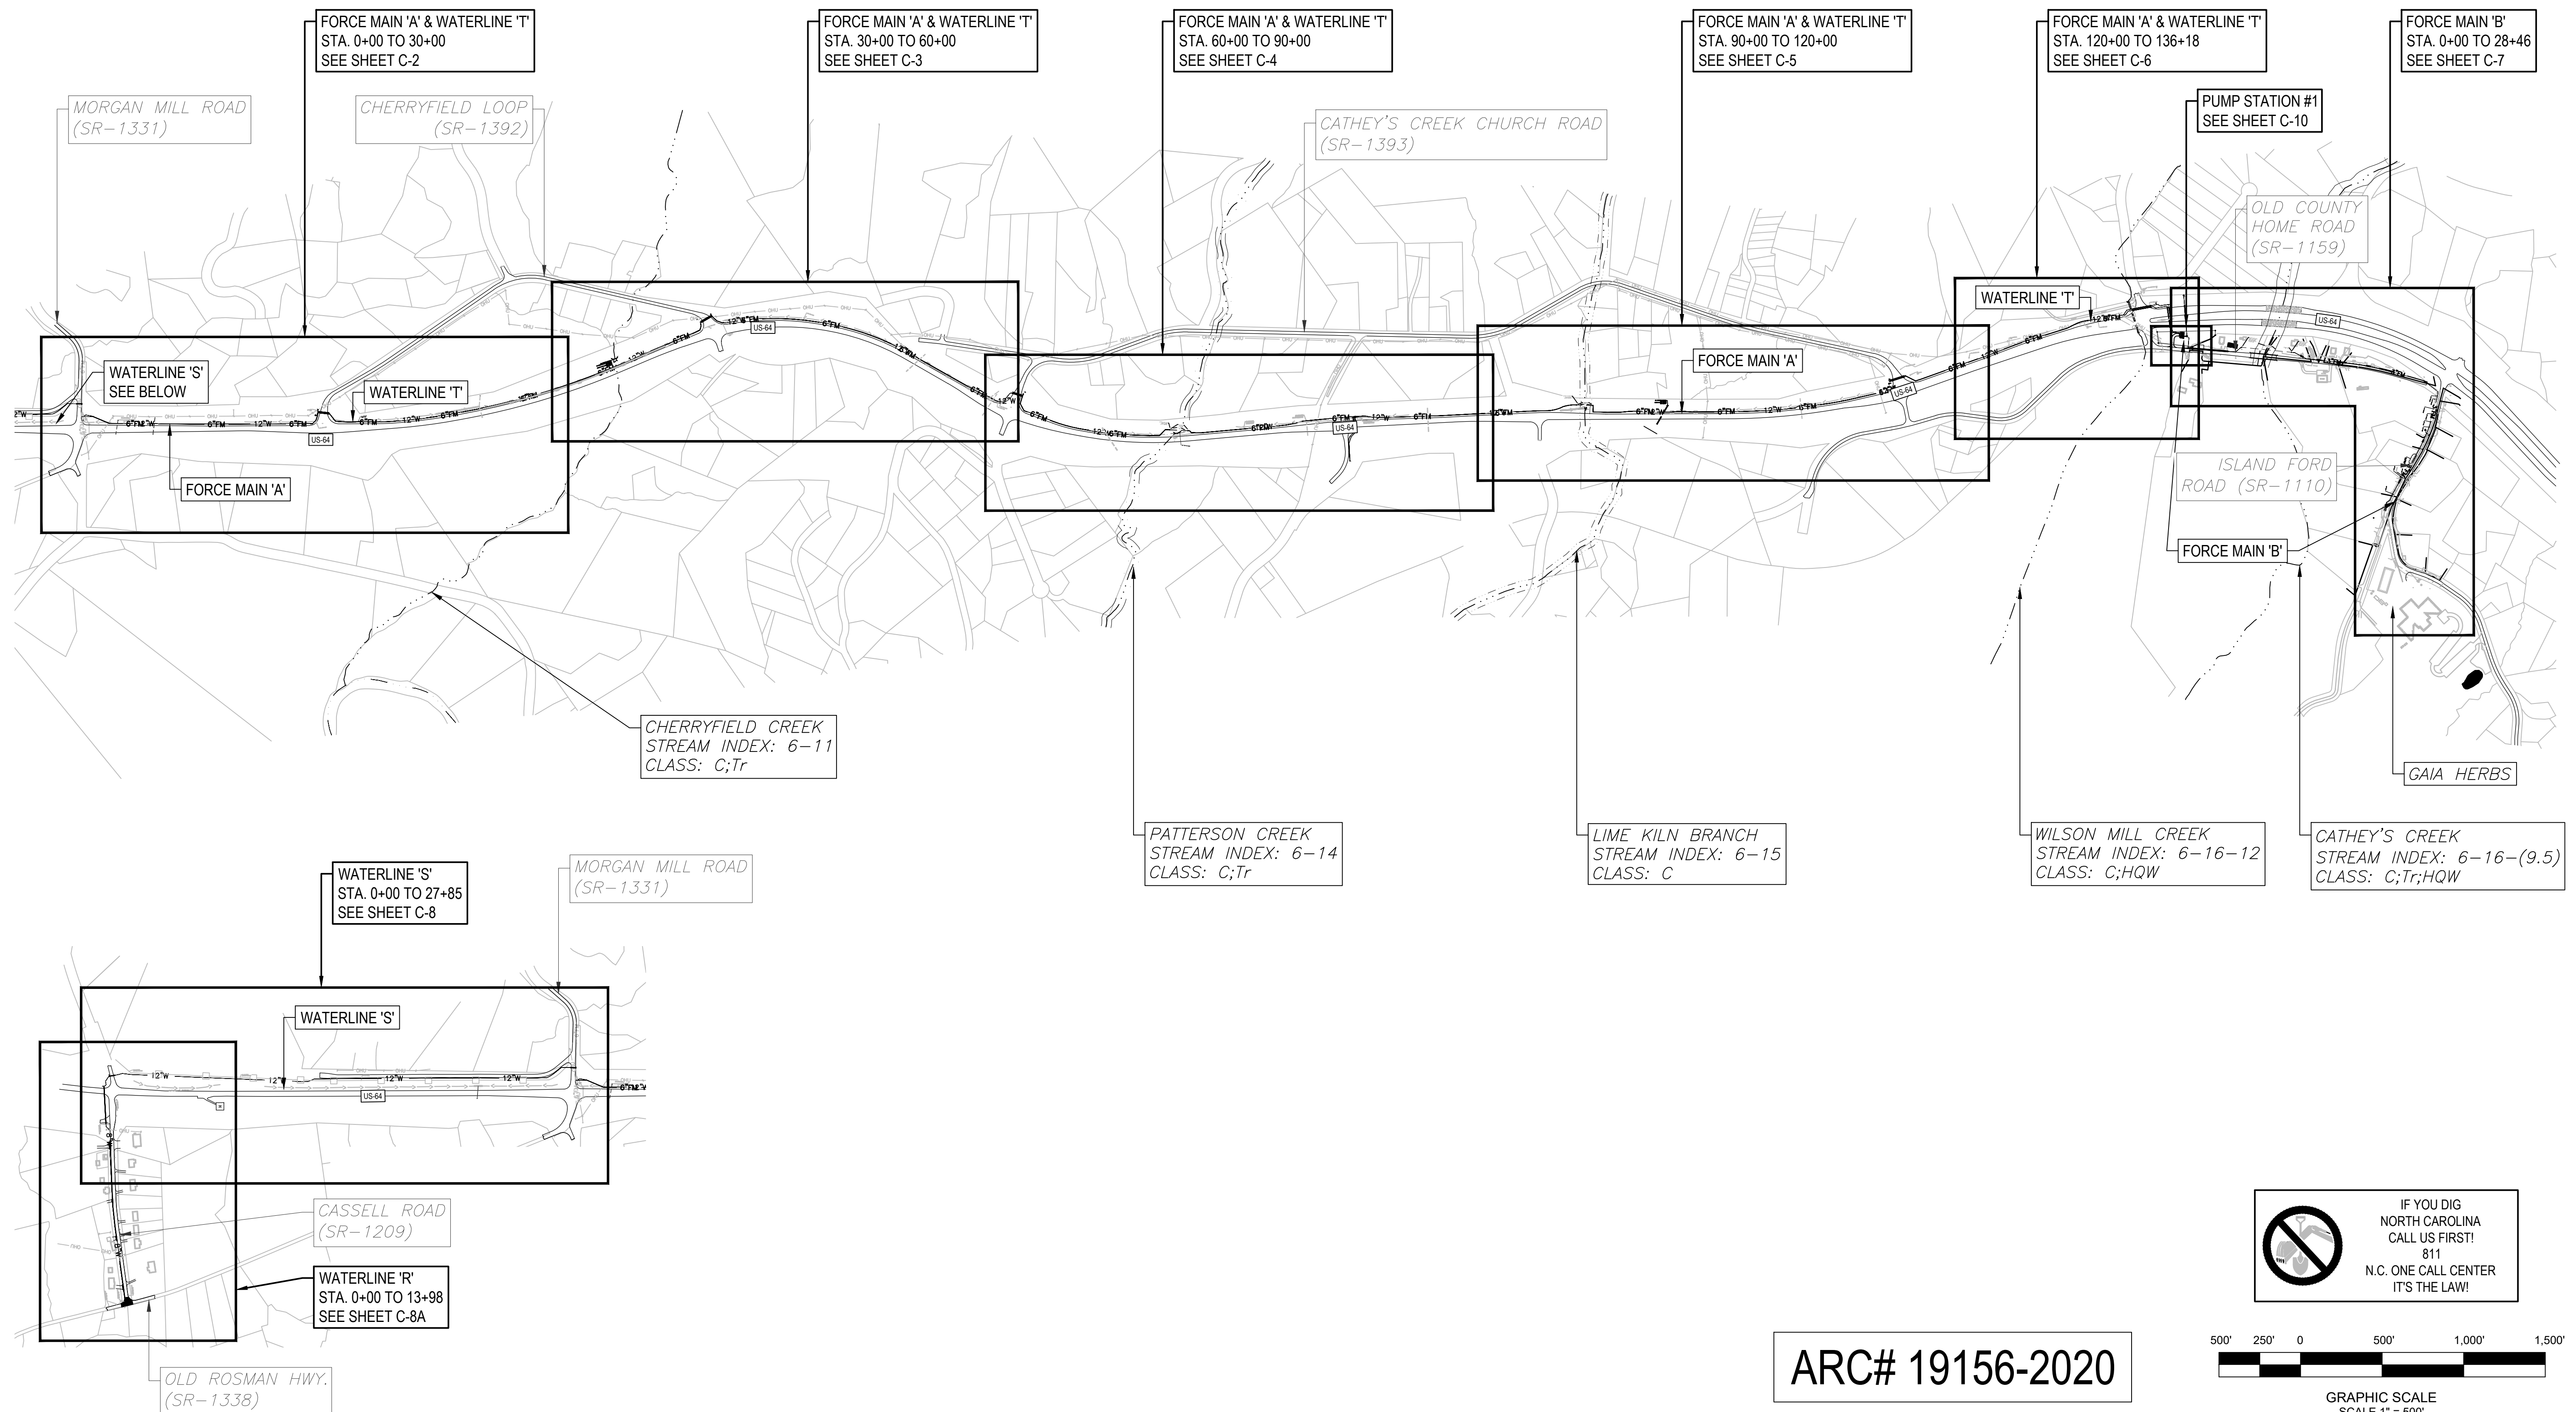 FORCE MAIN 'A' & WATERLINE 'T'
STA. 0+00 TO 30+00
SEE SHEET C-2
FORCE MAIN 'A' & WATERLINE 'T'
STA. 30+00 TO 60+00
SEE SHEET C-3
FORCE MAIN 'A' & WATERLINE 'T'
STA. 60+00 TO 90+00
SEE SHEET C-4
FORCE MAIN 'A' & WATERLINE 'T'
STA. 90+00 TO 120+00
SEE SHEET C-5
FORCE MAIN 'A' & WATERLINE 'T'
STA. 120+00 TO 136+18
SEE SHEET C-6
FORCE MAIN 'B'
STA. 0+00 TO 28+46
SEE SHEET C-7
PUMP STATION #1
SEE SHEET C-10
MORGAN MILL ROAD
(SR-1331)
CHERRYFIELD LOOP
(SR-1392)
CATHEY'S CREEK CHURCH ROAD
(SR-1393)
OLD COUNTY
HOME ROAD
(SR-1159)
WATERLINE 'S'
SEE BELOW
WATERLINE 'T'
FORCE MAIN 'A'
US-64
US-64
US-64
FORCE MAIN 'A'
US-64
WATERLINE 'T'
US-64
ISLAND FORD
ROAD (SR-1110)
FORCE MAIN 'B'
CHERRYFIELD CREEK
STREAM INDEX: 6-11
CLASS: C;Tr
PATTERSON CREEK
STREAM INDEX: 6-14
CLASS: C;Tr
LIME KILN BRANCH
STREAM INDEX: 6-15
CLASS: C
WILSON MILL CREEK
STREAM INDEX: 6-16-12
CLASS: C;HQW
CATHEY'S CREEK
STREAM INDEX: 6-16-(9.5)
CLASS: C;Tr;HQW
GAIA HERBS
WATERLINE 'S'
STA. 0+00 TO 27+85
SEE SHEET C-8
MORGAN MILL ROAD
(SR-1331)
WATERLINE 'S'
12"W
12"W
12"W
US-64
CASSELL ROAD
(SR-1209)
WATERLINE 'R'
STA. 0+00 TO 13+98
SEE SHEET C-8A
OLD ROSMAN HWY.
(SR-1338)
IF YOU DIG
NORTH CAROLINA
CALL US FIRST!
811
N.C. ONE CALL CENTER
IT'S THE LAW!
ARC# 19156-2020
500' 250' 0 500' 1,000' 1,500'
GRAPHIC SCALE
SCALE 1" = 500'